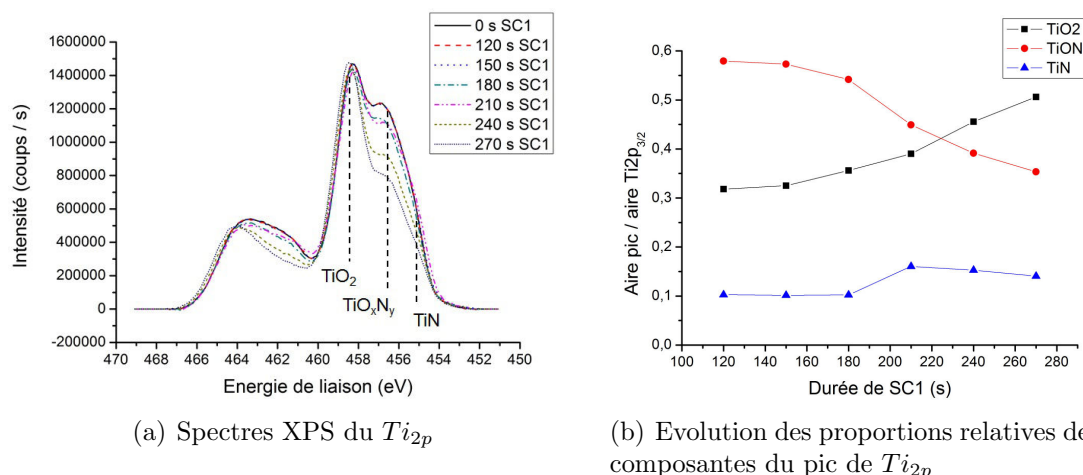 0 s SC1
120 s SC1
150 s SC1
180 s SC1
210 s SC1
240 s SC1
270 s SC1
1600000
1400000
1200000
1000000
800000
600000
400000
200000
0
-200000
Intensité (coups / s)
TiO2
TiOxNy
TiN
470 468 466 464 462 460 458 456 454 452 450
Energie de liaison (eV)
(a) Spectres XPS du Ti2p
TiO2
TiON
TiN
0,6
0,5
0,4
0,3
0,2
0,1
0,0
Aire pic / aire Ti2p3/2
100 120 140 160 180 200 220 240 260 280
Durée de SC1 (s)
(b) Evolution des proportions relatives de
composantes du pic de Ti2p